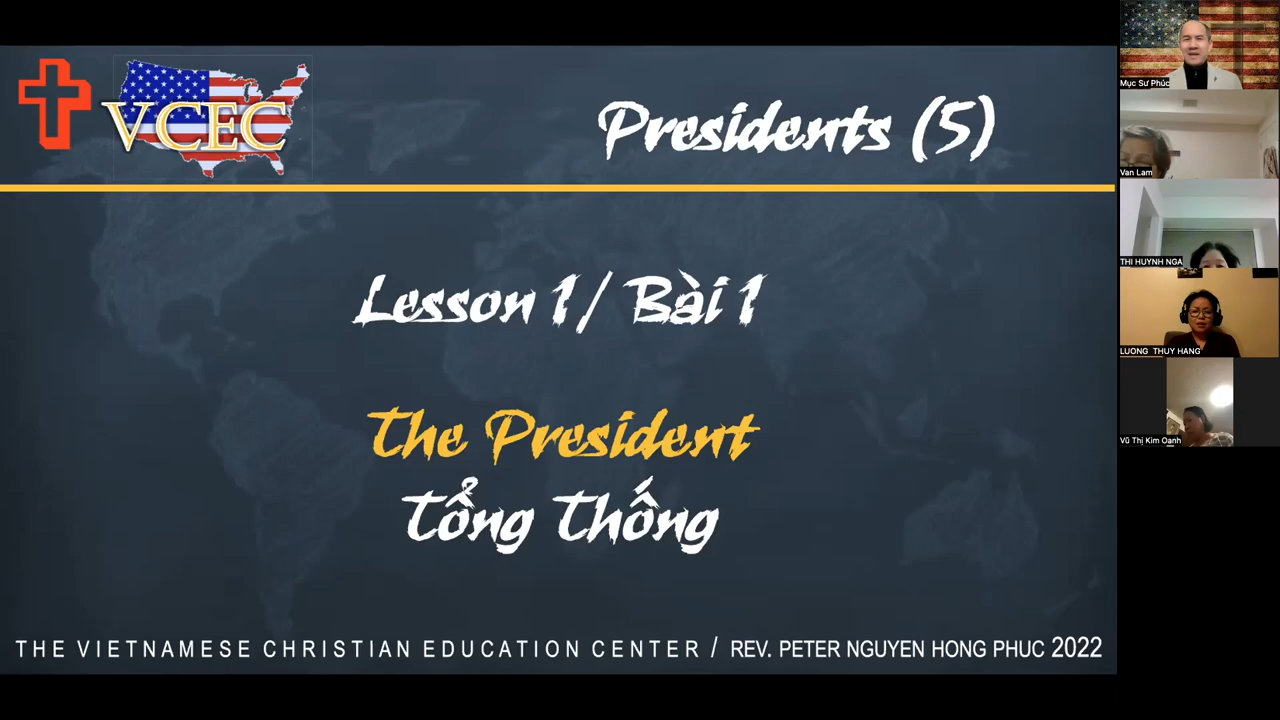 VCEC
Presidents (5)
Lesson 1 / Bài 1
The President
Tổng Thống
THE VIETNAMESE CHRISTIAN EDUCATION CENTER / REV. PETER NGUYEN HONG PHUC 2022
Mục Sư Phúc
Van Lam
THI HUYNH NGA
LUONG THUY HANG
Vũ Thị Kim Oanh